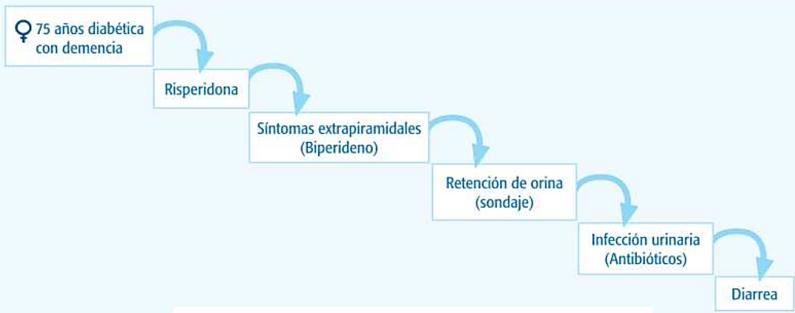 ♀ 75 años diabética
con demencia
Risperidona
Síntomas extrapiramidales
(Biperideno)
Retención de orina
(sondaje)
Infección urinaria
(Antibióticos)
Diarrea